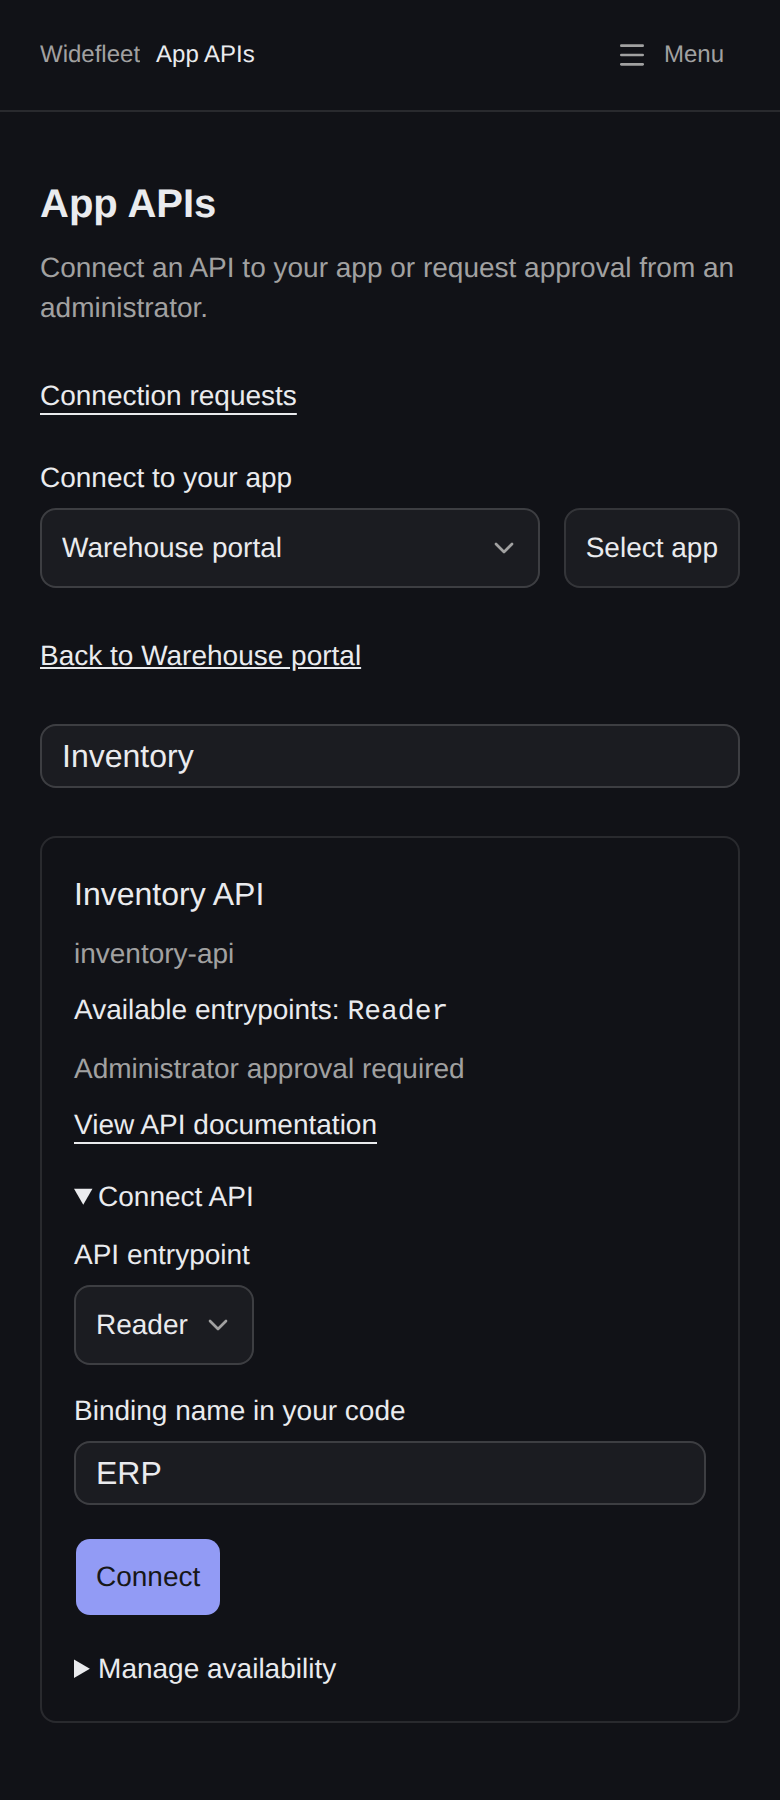 Widefleet App APIs Menu
App APIs
Connect an API to your app or request approval from an
administrator.
Connection requests
Connect to your app
Warehouse portal Select app
Back to Warehouse portal
Inventory
Inventory API
inventory-api
Available entrypoints: Reader
Administrator approval required
View API documentation
Connect API
API entrypoint
Reader
Binding name in your code
ERP
Connect
Manage availability